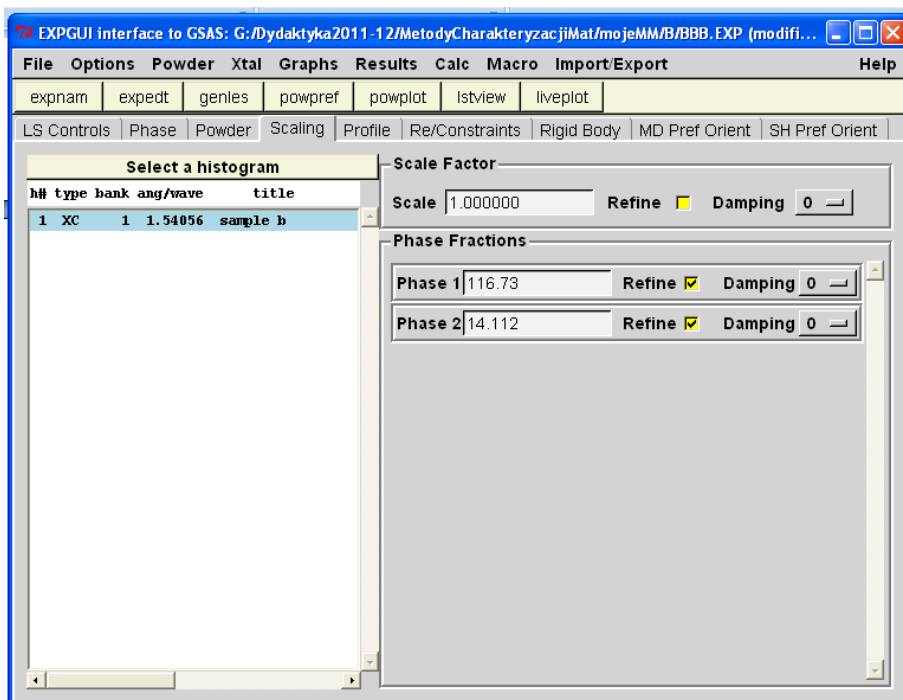 EXPGUI interface to GSAS: G:/Dydaktyka2011-12/MetodyCharakteryzacjiMat/mojeMM/B/BBB.EXP (modifi...
File Options Powder Xtal Graphs Results Calc Macro Import/Export Help
expnam expedt genles powpref powplot lstview liveplot
LS Controls Phase Powder Scaling Profile Re/Constraints Rigid Body MD Pref Orient SH Pref Orient
Select a histogram
h# type bank ang/wave title
1 XC 1 1.54056 sample b
Scale Factor
Scale 1.000000 Refine Damping 0
Phase Fractions
Phase 1 116.73 Refine Damping 0
Phase 2 14.112 Refine Damping 0